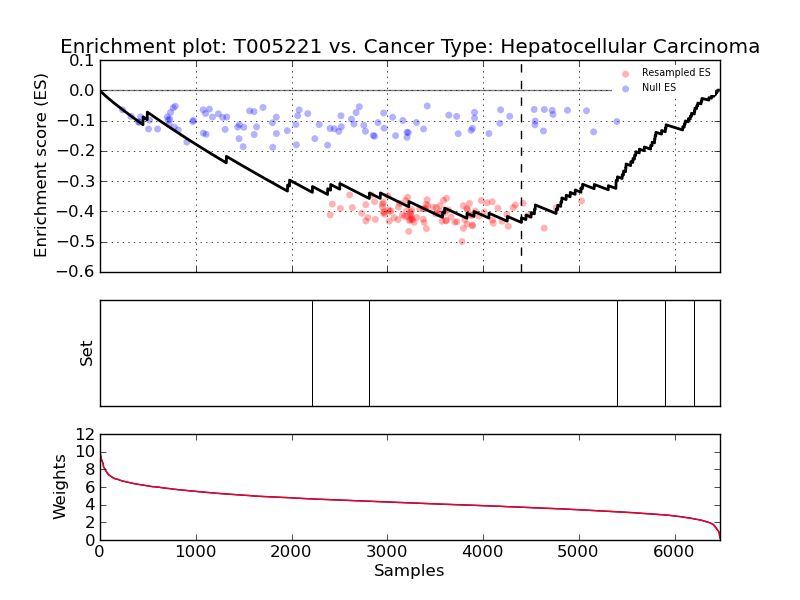 Enrichment plot: T005221 vs. Cancer Type: Hepatocellular Carcinoma
0.1
0.0
−0.1
−0.2
−0.3
−0.4
−0.5
−0.6
Enrichment score (ES)
Resampled ES
Null ES
Set
12
10
8
6
4
2
0
Weights
0 1000 2000 3000 4000 5000 6000
Samples